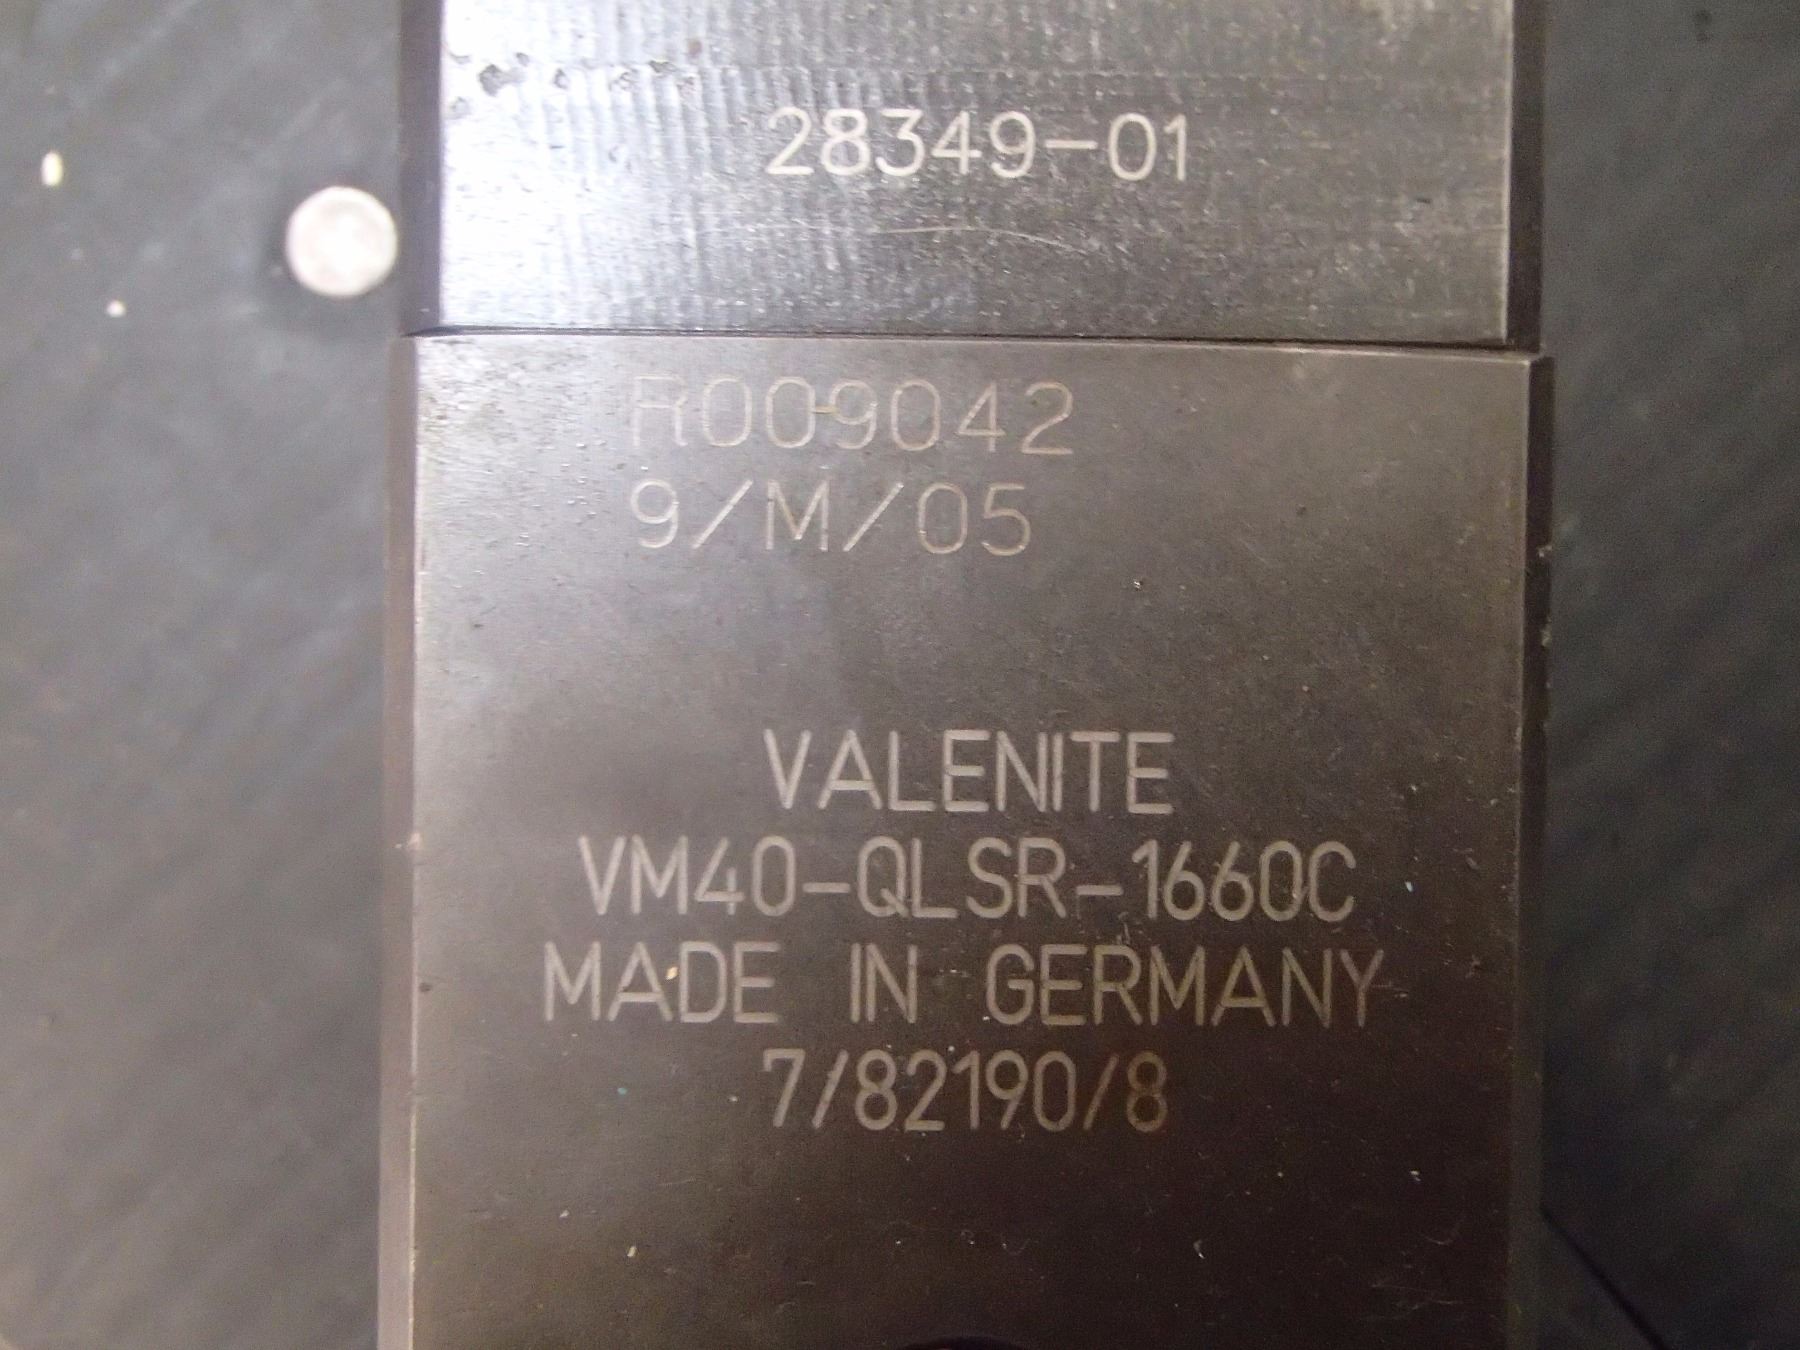 28349-01
R009042
9/M/05
VALENITE
VM40-QLSR-1660C
MADE IN GERMANY
7/82190/8